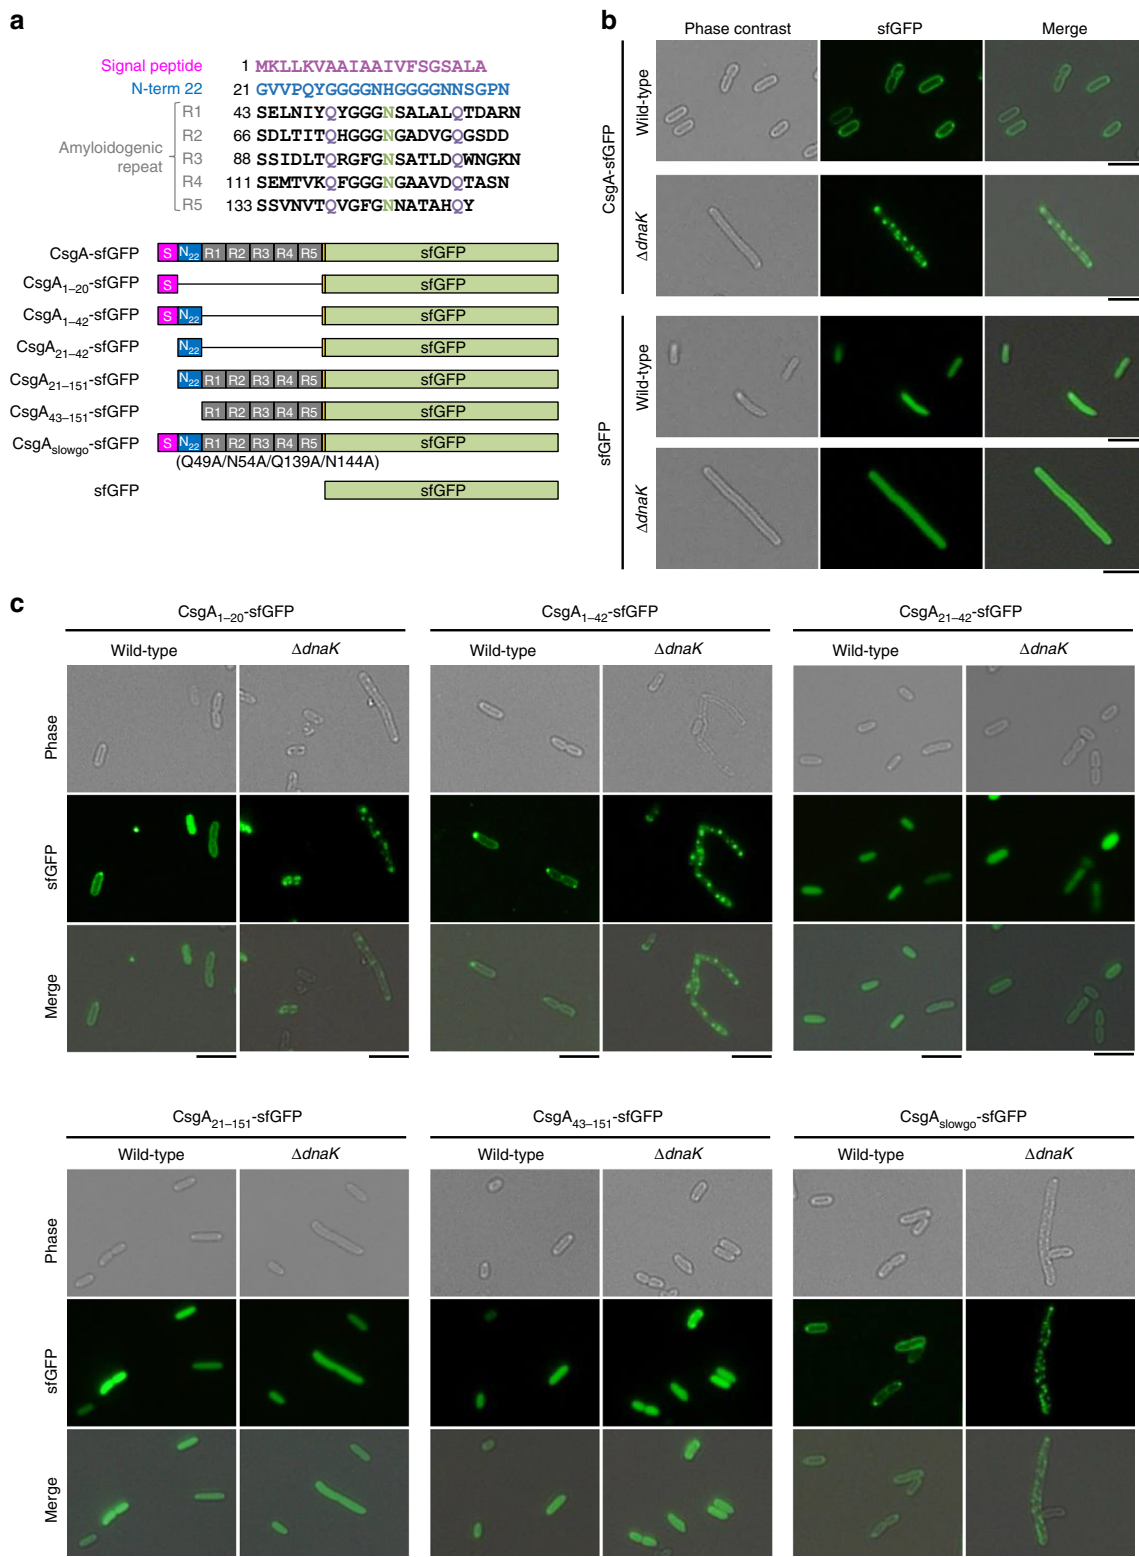 a
Signal peptide 1 MKLLKVAAIAAIVFSGSALA
N-term 22 21 GVVPQYGGGGNHGGGGNNSGPN
Amyloidogenic repeat
R1 43 SELNIYQYGGGNSALALQTDARN
R2 66 SDLTITQHGGGNGADVGQGSDD
R3 88 SSIDLTQRGFGNSATLDQWNGKN
R4 111 SEMTVKQFGGGNGAAVDQTASN
R5 133 SSVNVTQVGFGNNATAHQY
CsgA-sfGFP S N22 R1 R2 R3 R4 R5 sfGFP
CsgA1–20-sfGFP S sfGFP
CsgA1–42-sfGFP S N22 sfGFP
CsgA21–42-sfGFP N22 sfGFP
CsgA21–151-sfGFP N22 R1 R2 R3 R4 R5 sfGFP
CsgA43–151-sfGFP R1 R2 R3 R4 R5 sfGFP
CsgAslowgo-sfGFP S N22 R1 R2 R3 R4 R5 sfGFP
(Q49A/N54A/Q139A/N144A)
sfGFP sfGFP
b
Phase contrast sfGFP Merge
CsgA-sfGFP
Wild-type
ΔdnaK
sfGFP
Wild-type
ΔdnaK
c
CsgA1–20-sfGFP CsgA1–42-sfGFP CsgA21–42-sfGFP
Wild-type ΔdnaK Wild-type ΔdnaK Wild-type ΔdnaK
Phase
sfGFP
Merge
CsgA21–151-sfGFP CsgA43–151-sfGFP CsgAslowgo-sfGFP
Wild-type ΔdnaK Wild-type ΔdnaK Wild-type ΔdnaK
Phase
sfGFP
Merge